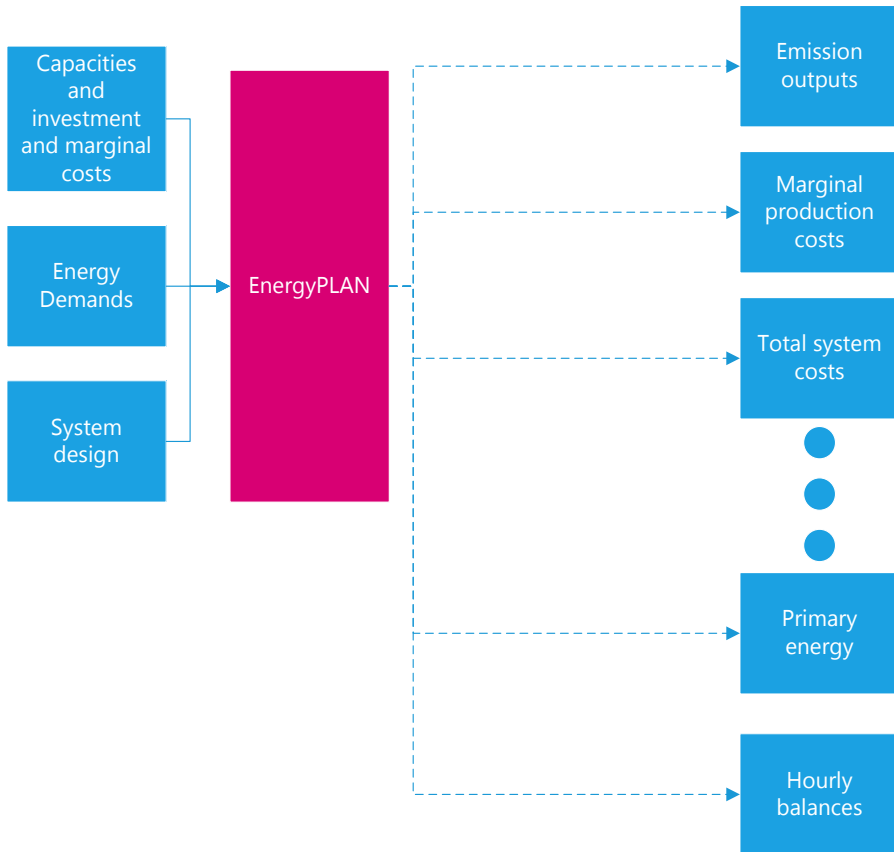 Capacities
and
investment
and marginal
costs
Energy
Demands
System
design
EnergyPLAN
Emission
outputs
Marginal
production
costs
Total system
costs
Primary
energy
Hourly
balances